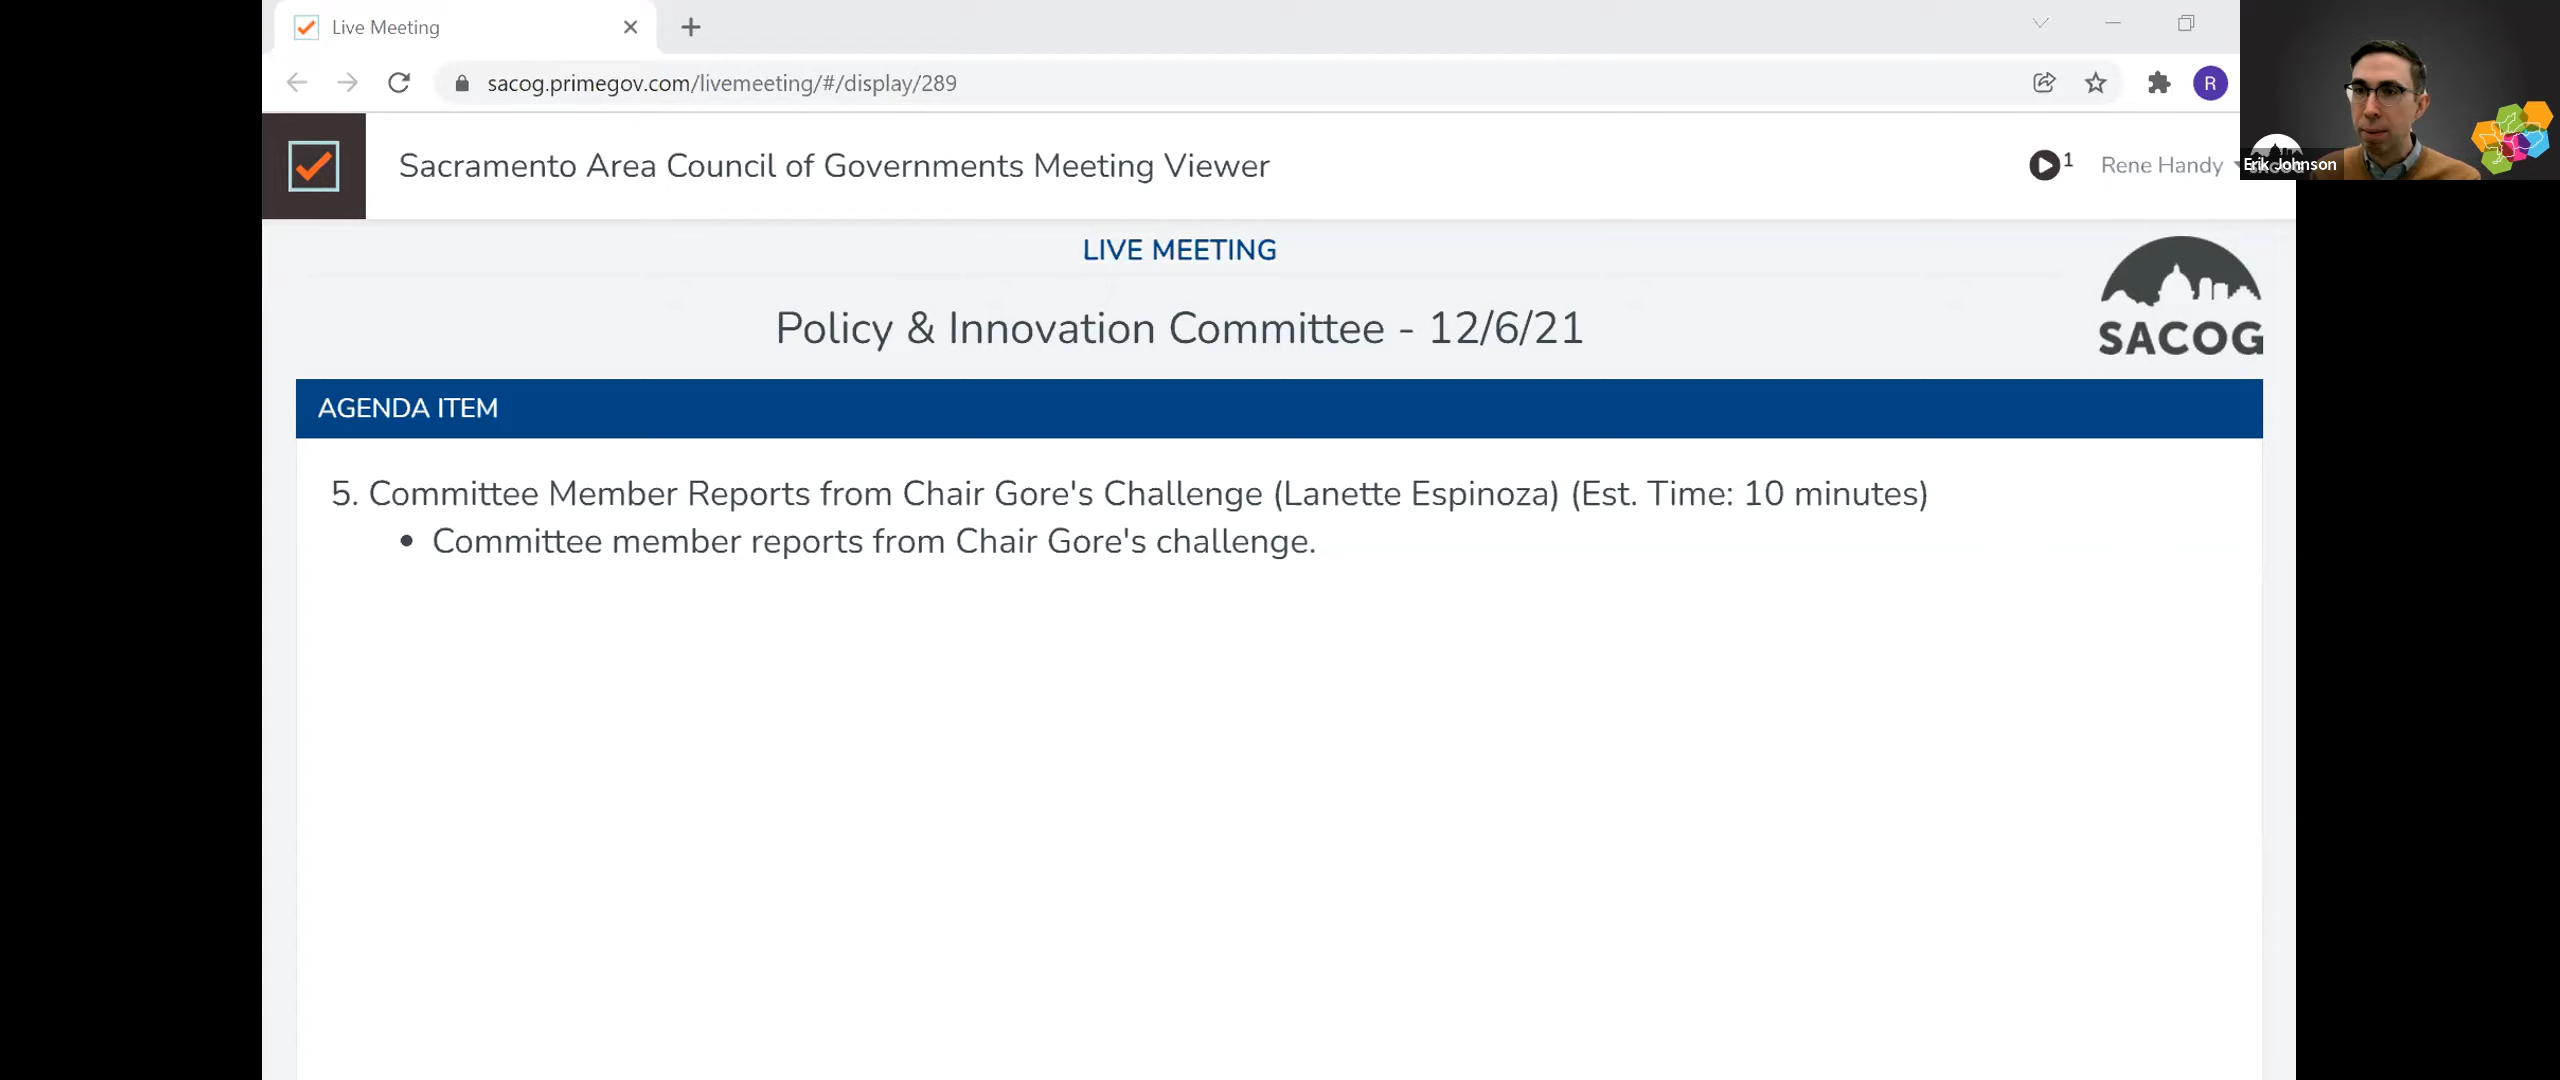 Live Meeting
sacog.primegov.com/livemeeting/#/display/289
R
Sacramento Area Council of Governments Meeting Viewer
1
Rene Handy
Erik Johnson
LIVE MEETING
Policy & Innovation Committee - 12/6/21
SACOG
AGENDA ITEM
5. Committee Member Reports from Chair Gore's Challenge (Lanette Espinoza) (Est. Time: 10 minutes)
• Committee member reports from Chair Gore's challenge.